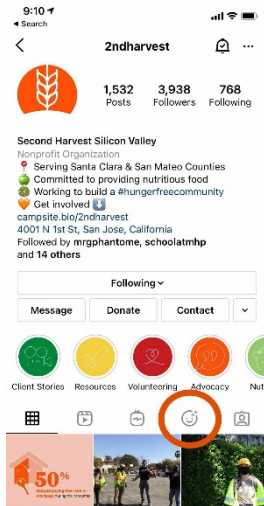 9:10
Search
2ndharvest
1,532 3,938 768
Posts Followers Following
Second Harvest Silicon Valley
Nonprofit Organization
Serving Santa Clara & San Mateo Counties
Committed to providing nutritious food
Working to build a #hungerfreecommunity
Get involved
campsite.bio/2ndharvest
4001 N 1st St, San Jose, California
Followed by mrgphantome, schoolatmhp
and 14 others
Following
Message Donate Contact
Client Stories Resources Volunteering Advocacy Nut
50%